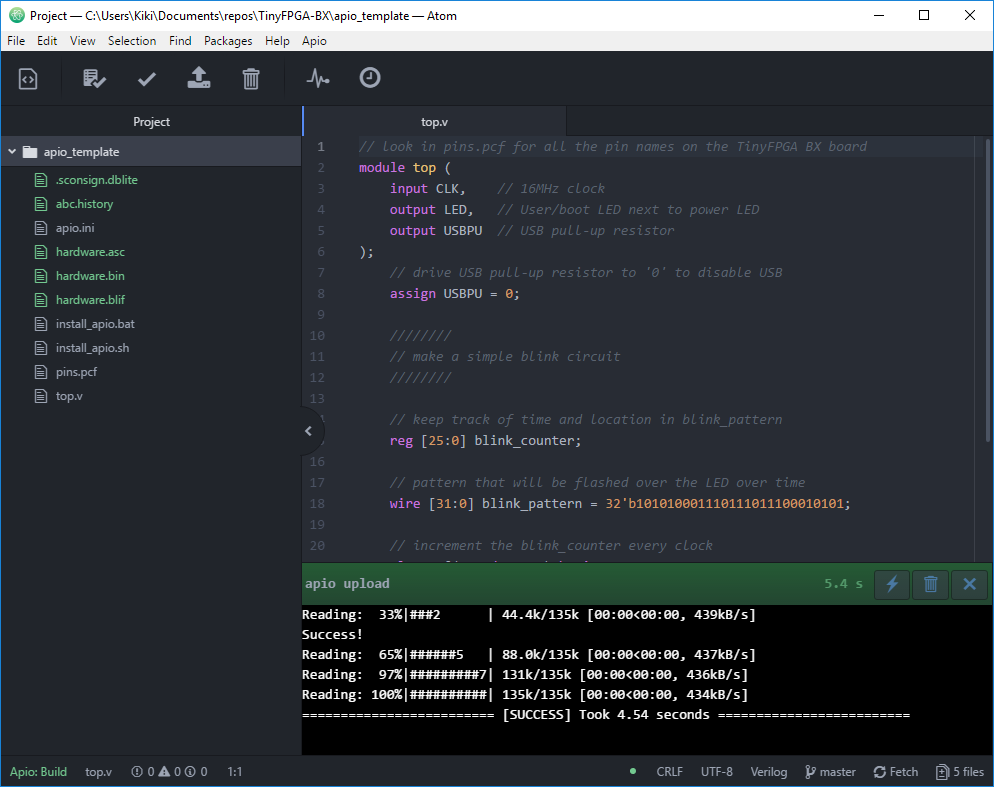 Project — C:\Users\Kiki\Documents\repos\TinyFPGA-BX\apio_template — Atom
File Edit View Selection Find Packages Help Apio
Project
top.v
apio_template
.sconsign.dblite
abc.history
apio.ini
hardware.asc
hardware.bin
hardware.blif
install_apio.bat
install_apio.sh
pins.pcf
top.v
1 // look in pins.pcf for all the pin names on the TinyFPGA BX board
2 module top (
3     input CLK,    // 16MHz clock
4     output LED,   // User/boot LED next to power LED
5     output USBPU  // USB pull-up resistor
6 );
7     // drive USB pull-up resistor to '0' to disable USB
8     assign USBPU = 0;
9
10     ////////
11     // make a simple blink circuit
12     ////////
13
    // keep track of time and location in blink_pattern
    reg [25:0] blink_counter;
16
17     // pattern that will be flashed over the LED over time
18     wire [31:0] blink_pattern = 32'b101010001110111011100010101;
19
20     // increment the blink_counter every clock
apio upload 5.4 s
Reading:  33%|###2      | 44.4k/135k [00:00<00:00, 439kB/s]
Success!
Reading:  65%|######5   | 88.0k/135k [00:00<00:00, 437kB/s]
Reading:  97%|#########7| 131k/135k [00:00<00:00, 436kB/s]
Reading: 100%|##########| 135k/135k [00:00<00:00, 434kB/s]
========================= [SUCCESS] Took 4.54 seconds =========================
Apio: Build top.v 0 0 0 1:1 CRLF UTF-8 Verilog master Fetch 5 files